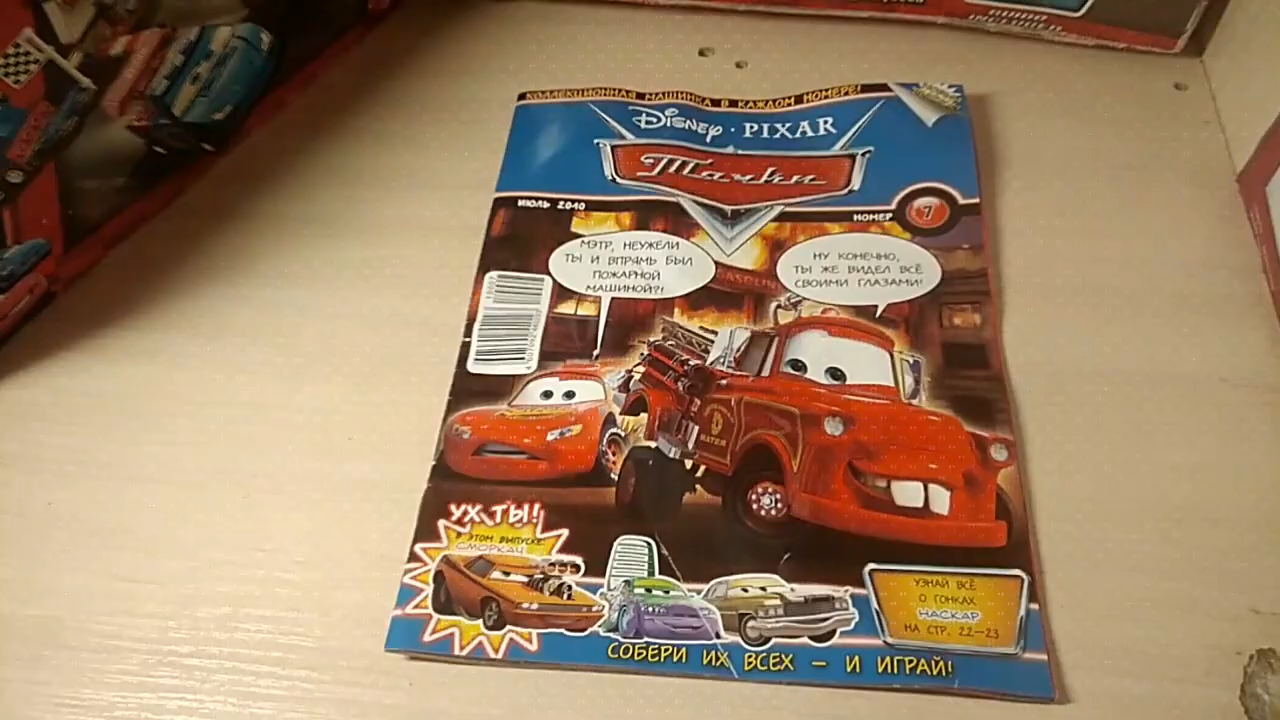 КОЛЛЕКЦИОННАЯ МАШИНКА В КАЖДОМ НОМЕРЕ!
DISNEY · PIXAR
Тачки
ИЮЛЬ 2010
НОМЕР 7
МЭТР, НЕУЖЕЛИ
ТЫ И ВПРЯМЬ БЫЛ
ПОЖАРНОЙ
МАШИНОЙ?!
НУ КОНЕЧНО,
ТЫ ЖЕ ВИДЕЛ ВСЁ
СВОИМИ ГЛАЗАМИ!
GASOLIN
MATER
УХ ТЫ!
В ЭТОМ ВЫПУСКЕ
СМОРКАЧ
УЗНАЙ ВСЁ
О ГОНКАХ
НАСКАР
НА СТР. 22–23
СОБЕРИ ИХ ВСЕХ – И ИГРАЙ!